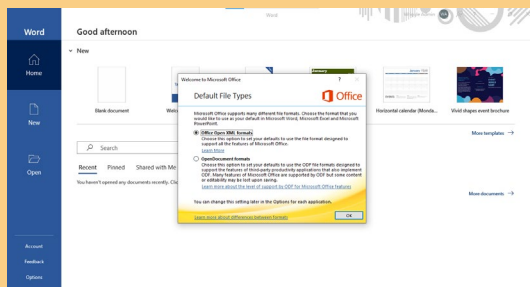 Word
Word
Good afternoon
New
Home
New
Open
Account
Feedback
Options
Blank document
Horizontal calendar (Monda...
Vivid shapes event brochure
More templates →
Search
Recent Pinned Shared with Me
You haven't opened any documents recently.
More documents →
Welcome to Microsoft Office ?
Default File Types
Office
Microsoft Office supports many different file formats. Choose the format that you
would like to use as your default in Microsoft Word, Microsoft Excel and Microsoft
PowerPoint.
Office Open XML formats
Choose this option to set your defaults to use the file format designed to
support all the features of Microsoft Office.
Learn More
OpenDocument formats
Choose this option to set your defaults to use the ODF file formats designed to
support the features of third-party productivity applications that also implement
ODF. Many features of Microsoft Office are supported by ODF but some content
or editability may be lost upon saving.
Learn more about the level of support by ODF for Microsoft Office features
You can change this setting later in the Options for each application.
Learn more about differences between formats
OK